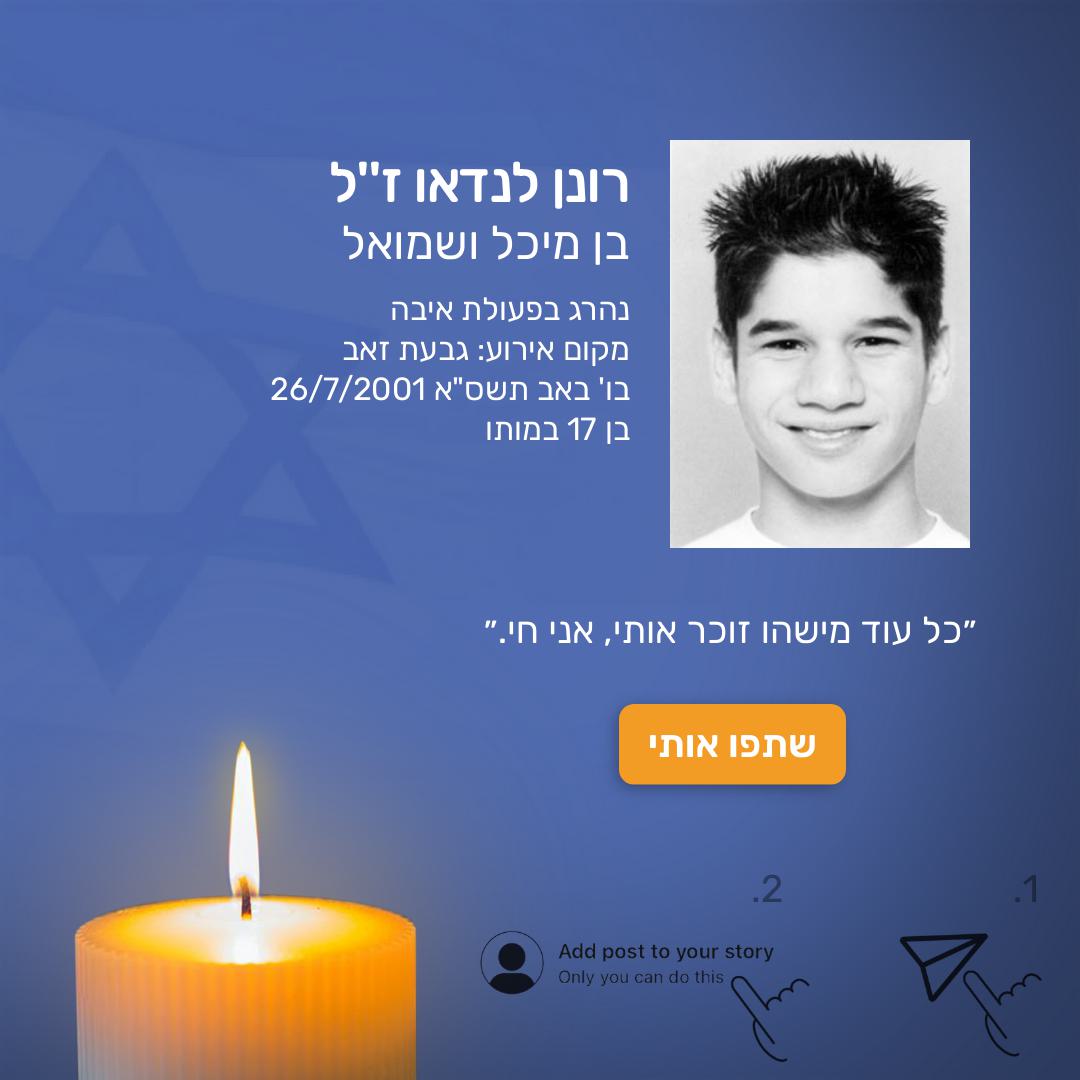 רונן לנדאו ז"ל
בן מיכל ושמואל
נהרג בפעולת איבה
מקום אירוע: גבעת זאב
בו' באב תשס"א 26/7/2001
בן 17 במותו
״כל עוד מישהו זוכר אותי, אני חי.״
שתפו אותי
1.
2.
Add post to your story
Only you can do this